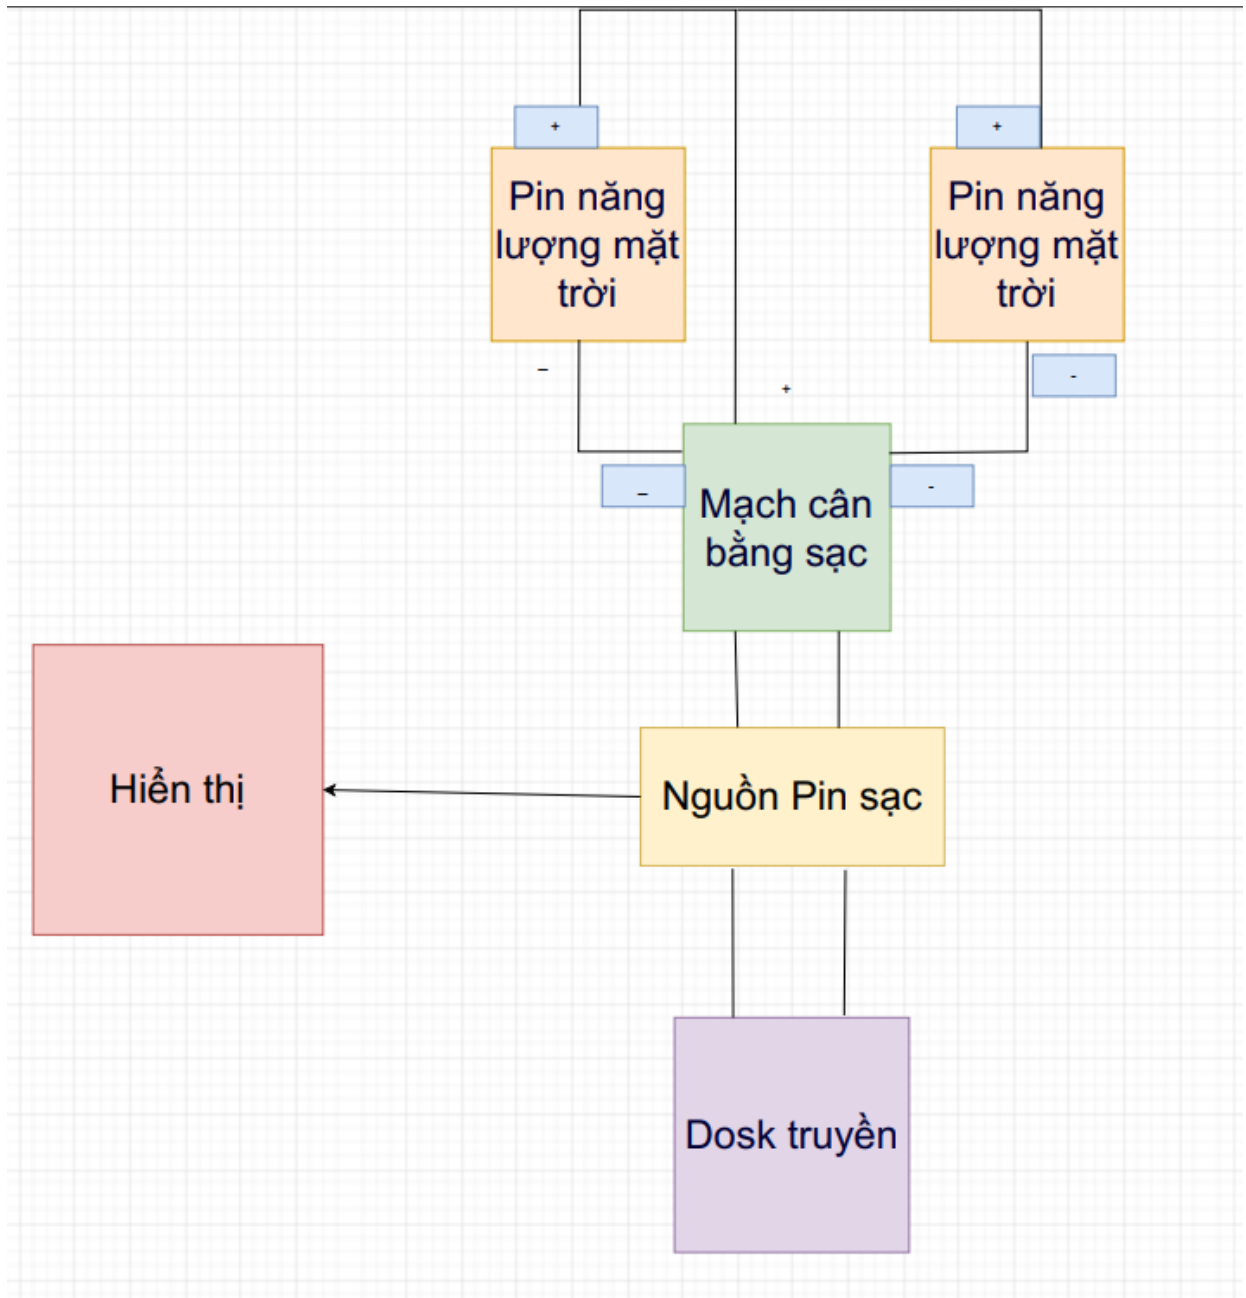 +
+
Pin năng
lượng mặt
trời
Pin năng
lượng mặt
trời
–
-
+
–
-
Mạch cân
bằng sạc
Hiển thị
Nguồn Pin sạc
Dosk truyền